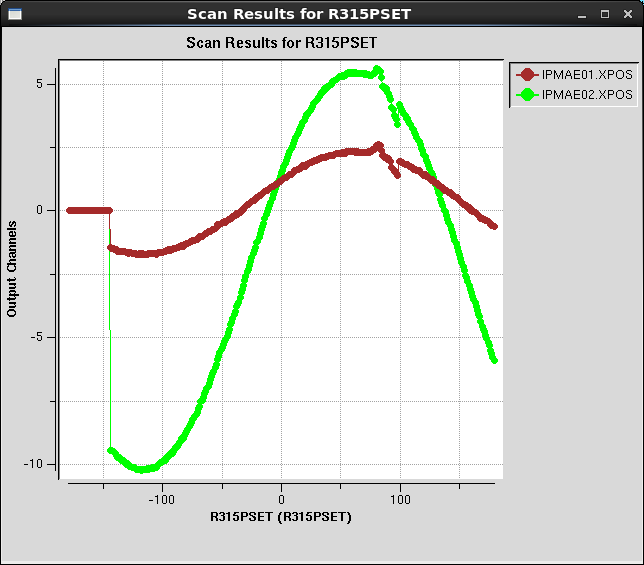 Scan Results for R315PSET
Scan Results for R315PSET
IPMAE01.XPOS
IPMAE02.XPOS
Output Channels
5
0
-5
-10
-100
0
100
R315PSET (R315PSET)